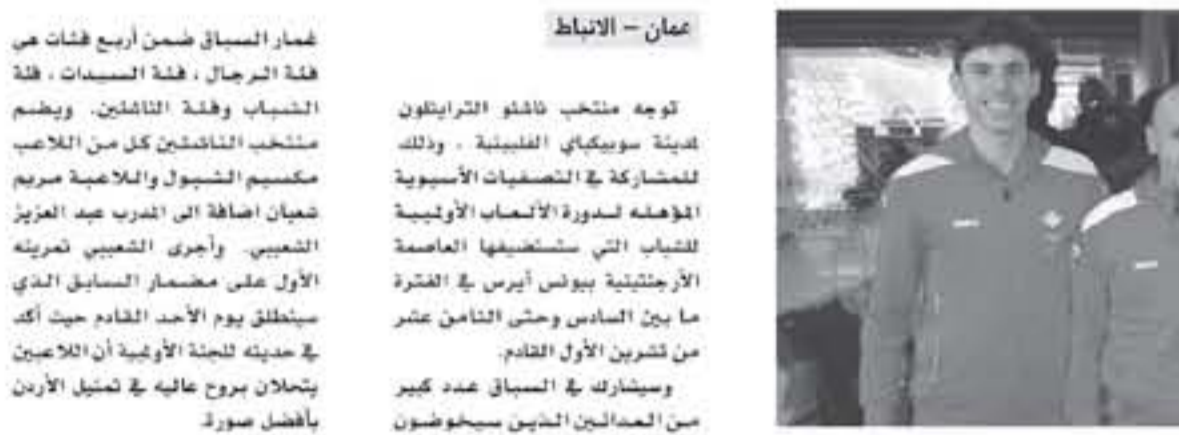 عمان – الانباط
توجه منتخب ناشئو الترايثلون
لمدينة سوبيكباي الفلبينية ، وذلك
للمشاركة في التصفيات الآسيوية
المؤهله لدورة الألعاب الأولمبية
للشباب التي ستستضيفها العاصمة
الأرجنتينية بيونس أيرس في الفترة
ما بين السادس وحتى الثامن عشر
من تشرين الأول القادم.
وسيشارك في السباق عدد كبير
من العدائين الذين سيخوضون
غمار السباق ضمن أربع فئات هي
فئة الرجال ، فئة السيدات ، فئة
الشباب وفئة الناشئين. ويضم
منتخب الناشئين كل من اللاعب
مكسيم الشبول واللاعبة مريم
شعبان اضافة الى المدرب عبد العزيز
الشعيبي. وأجرى الشعيبي تمرينه
الأول على مضمار السابق الذي
سينطلق يوم الأحد القادم حيث أكد
في حديثه للجنة الأولمبية أن اللاعبين
يتحلان بروح عاليه في تمثيل الأردن
بأفضل صورة.